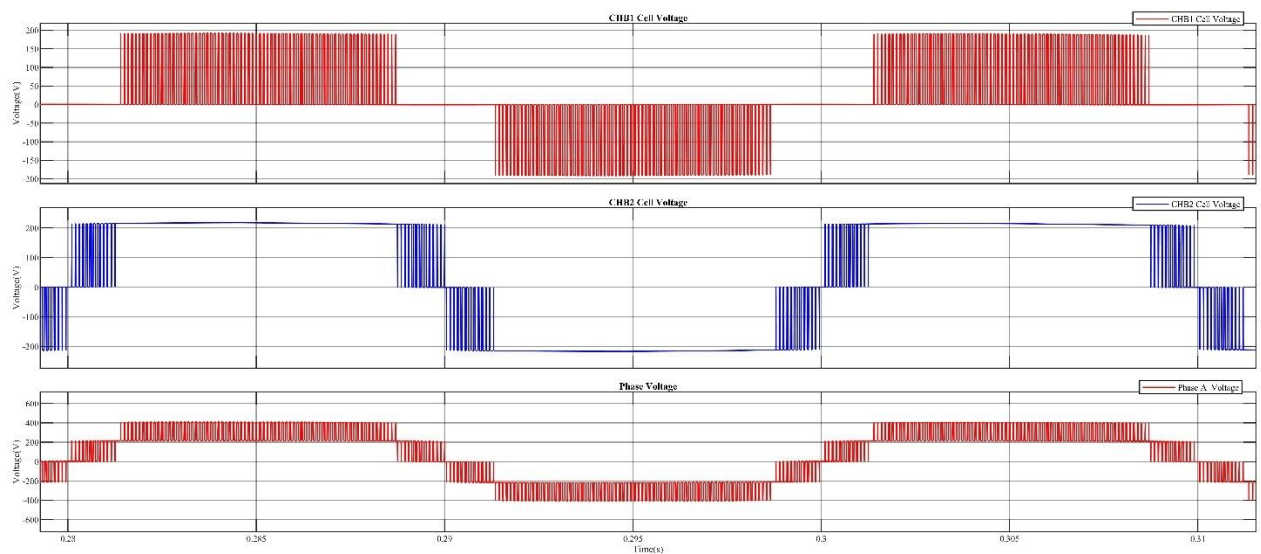 CHB1 Cell Voltage
CHB1 Cell Voltage
200
150
100
50
0
-50
-100
-150
-200
Voltage(V)
CHB2 Cell Voltage
CHB2 Cell Voltage
200
100
0
-100
-200
Voltage(V)
Phase Voltage
Phase A Voltage
600
400
200
0
-200
-400
-600
Voltage(V)
0.28 0.285 0.29 0.295 0.3 0.305 0.31
Time(s)